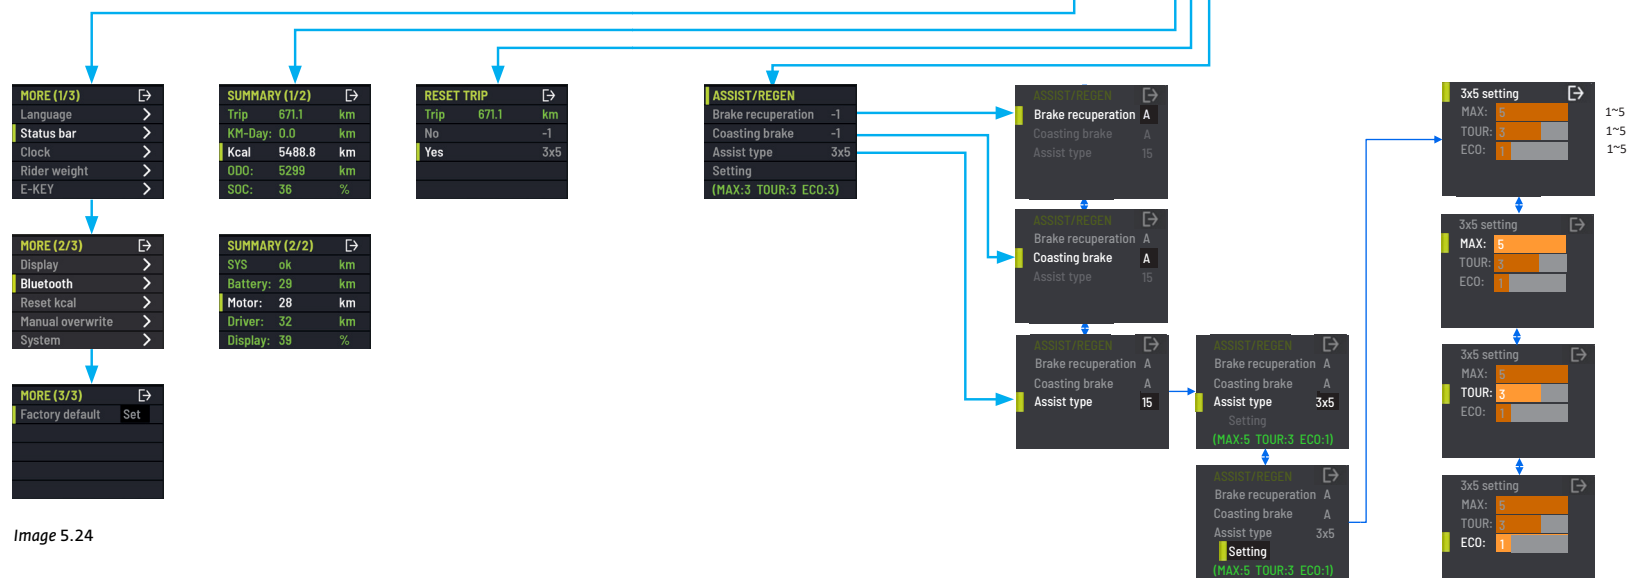 MORE (1/3)
Language
Status bar
Clock
Rider weight
E-KEY
MORE (2/3)
Display
Bluetooth
Reset kcal
Manual overwrite
System
MORE (3/3)
Factory default Set
Image 5.24
SUMMARY (1/2)
Trip 671.1 km
KM-Day: 0.0 km
Kcal 5488.8 km
ODO: 5299 km
SOC: 36 %
SUMMARY (2/2)
SYS ok km
Battery: 29 km
Motor: 28 km
Driver: 32 km
Display: 39 %
RESET TRIP
Trip 671.1 km
No -1
Yes 3x5
ASSIST/REGEN
Brake recuperation -1
Coasting brake -1
Assist type 3x5
Setting
(MAX:3 TOUR:3 ECO:3)
ASSIST/REGEN
Brake recuperation A
Coasting brake A
Assist type 15
ASSIST/REGEN
Brake recuperation A
Coasting brake A
Assist type 15
ASSIST/REGEN
Brake recuperation A
Coasting brake A
Assist type 15
ASSIST/REGEN
Brake recuperation A
Coasting brake A
Assist type 3x5
Setting
(MAX:5 TOUR:3 ECO:1)
ASSIST/REGEN
Brake recuperation A
Coasting brake A
Assist type 3x5
Setting
(MAX:5 TOUR:3 ECO:1)
3x5 setting
MAX: 5 1~5
TOUR: 3 1~5
ECO: 1 1~5
3x5 setting
MAX: 5
TOUR: 3
ECO: 1
3x5 setting
MAX: 5
TOUR: 3
ECO: 1
3x5 setting
MAX: 5
TOUR: 3
ECO: 1